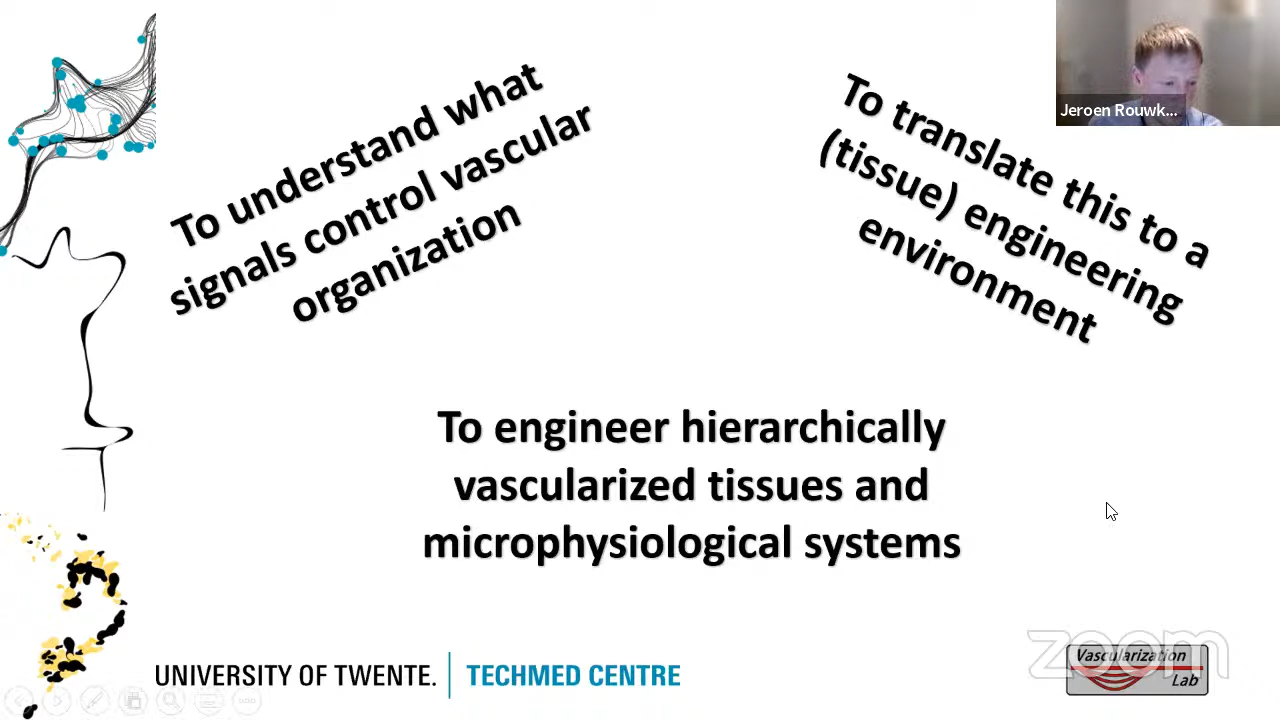 To understand what
signals control vascular
organization
To translate this to a
(tissue) engineering
environment
Jeroen Rouwk...
To engineer hierarchically
vascularized tissues and
microphysiological systems
UNIVERSITY OF TWENTE.
TECHMED CENTRE
zoom
Vascularization
Lab